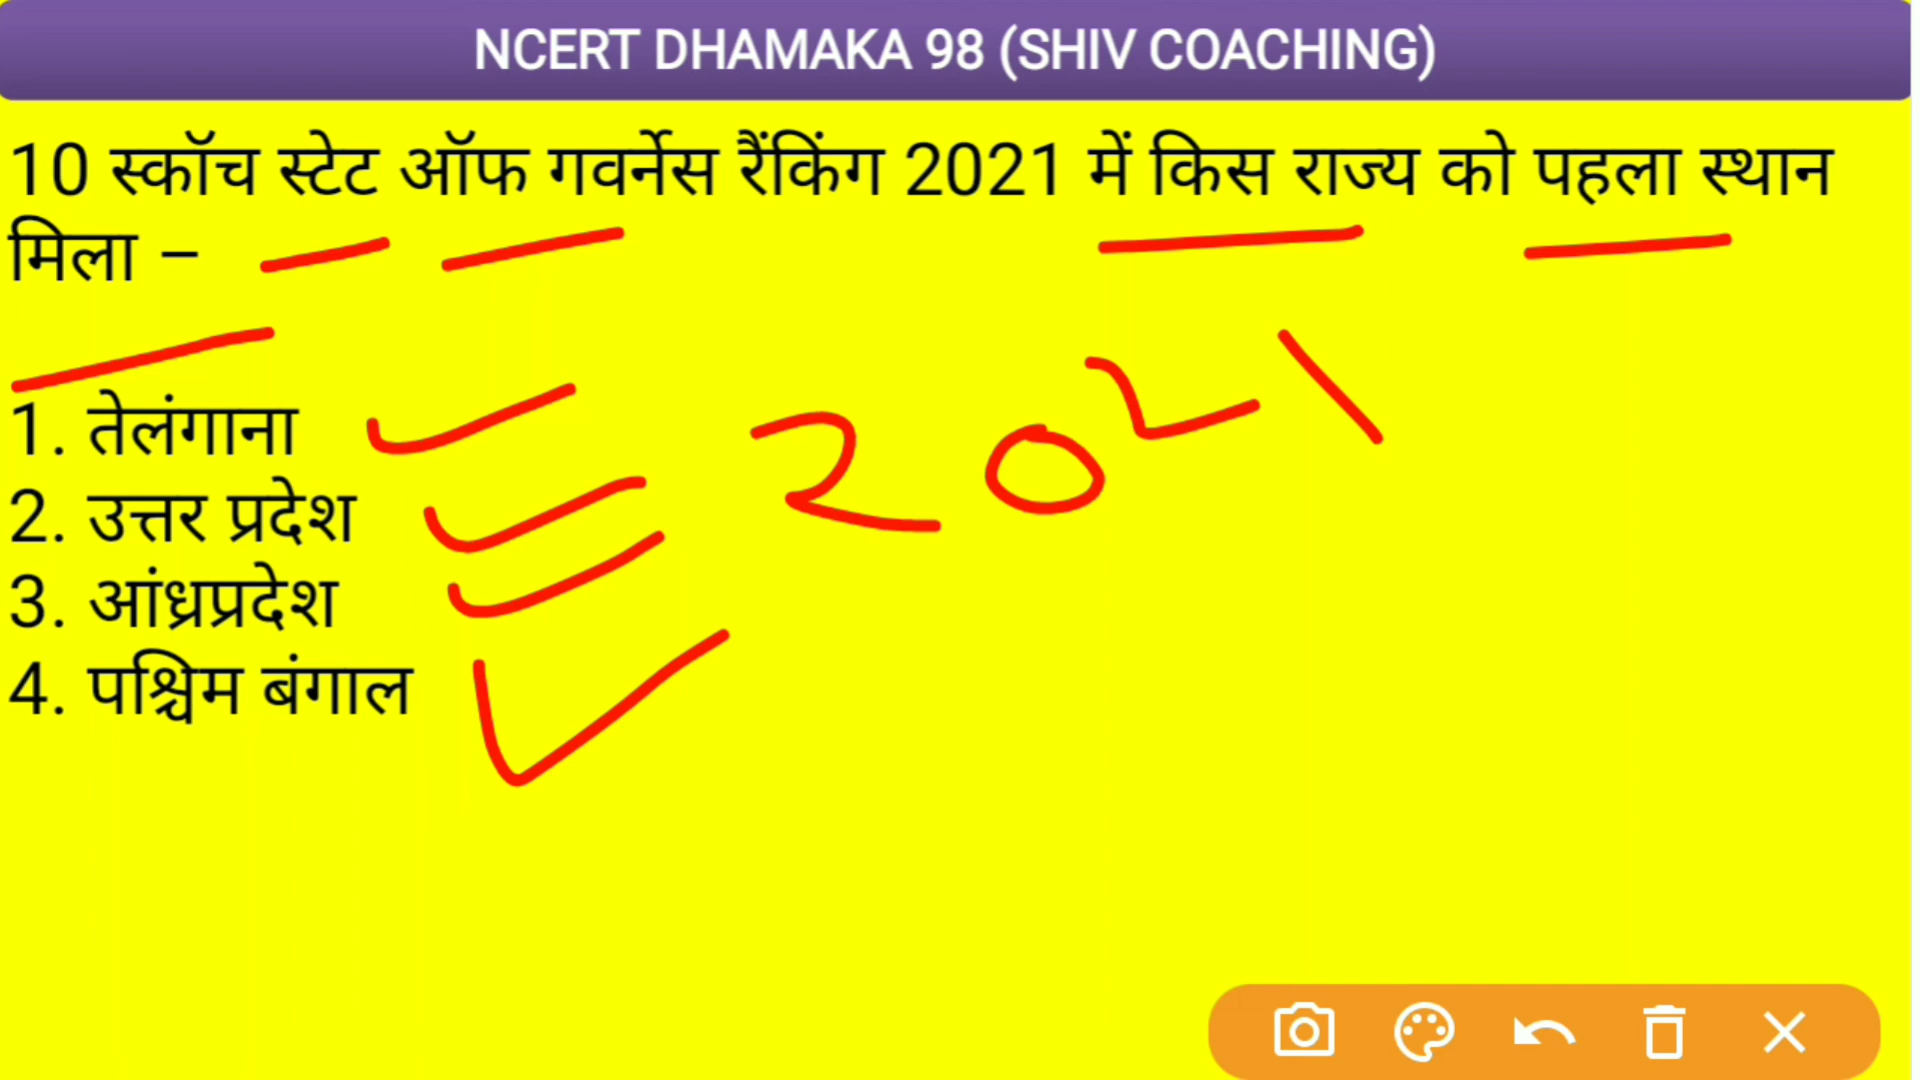 NCERT DHAMAKA 98 (SHIV COACHING)
10 स्कॉच स्टेट ऑफ गवर्नेस रैंकिंग 2021 में किस राज्य को पहला स्थान
मिला –
1. तेलंगाना
2. उत्तर प्रदेश
3. आंध्रप्रदेश
4. पश्चिम बंगाल
2021